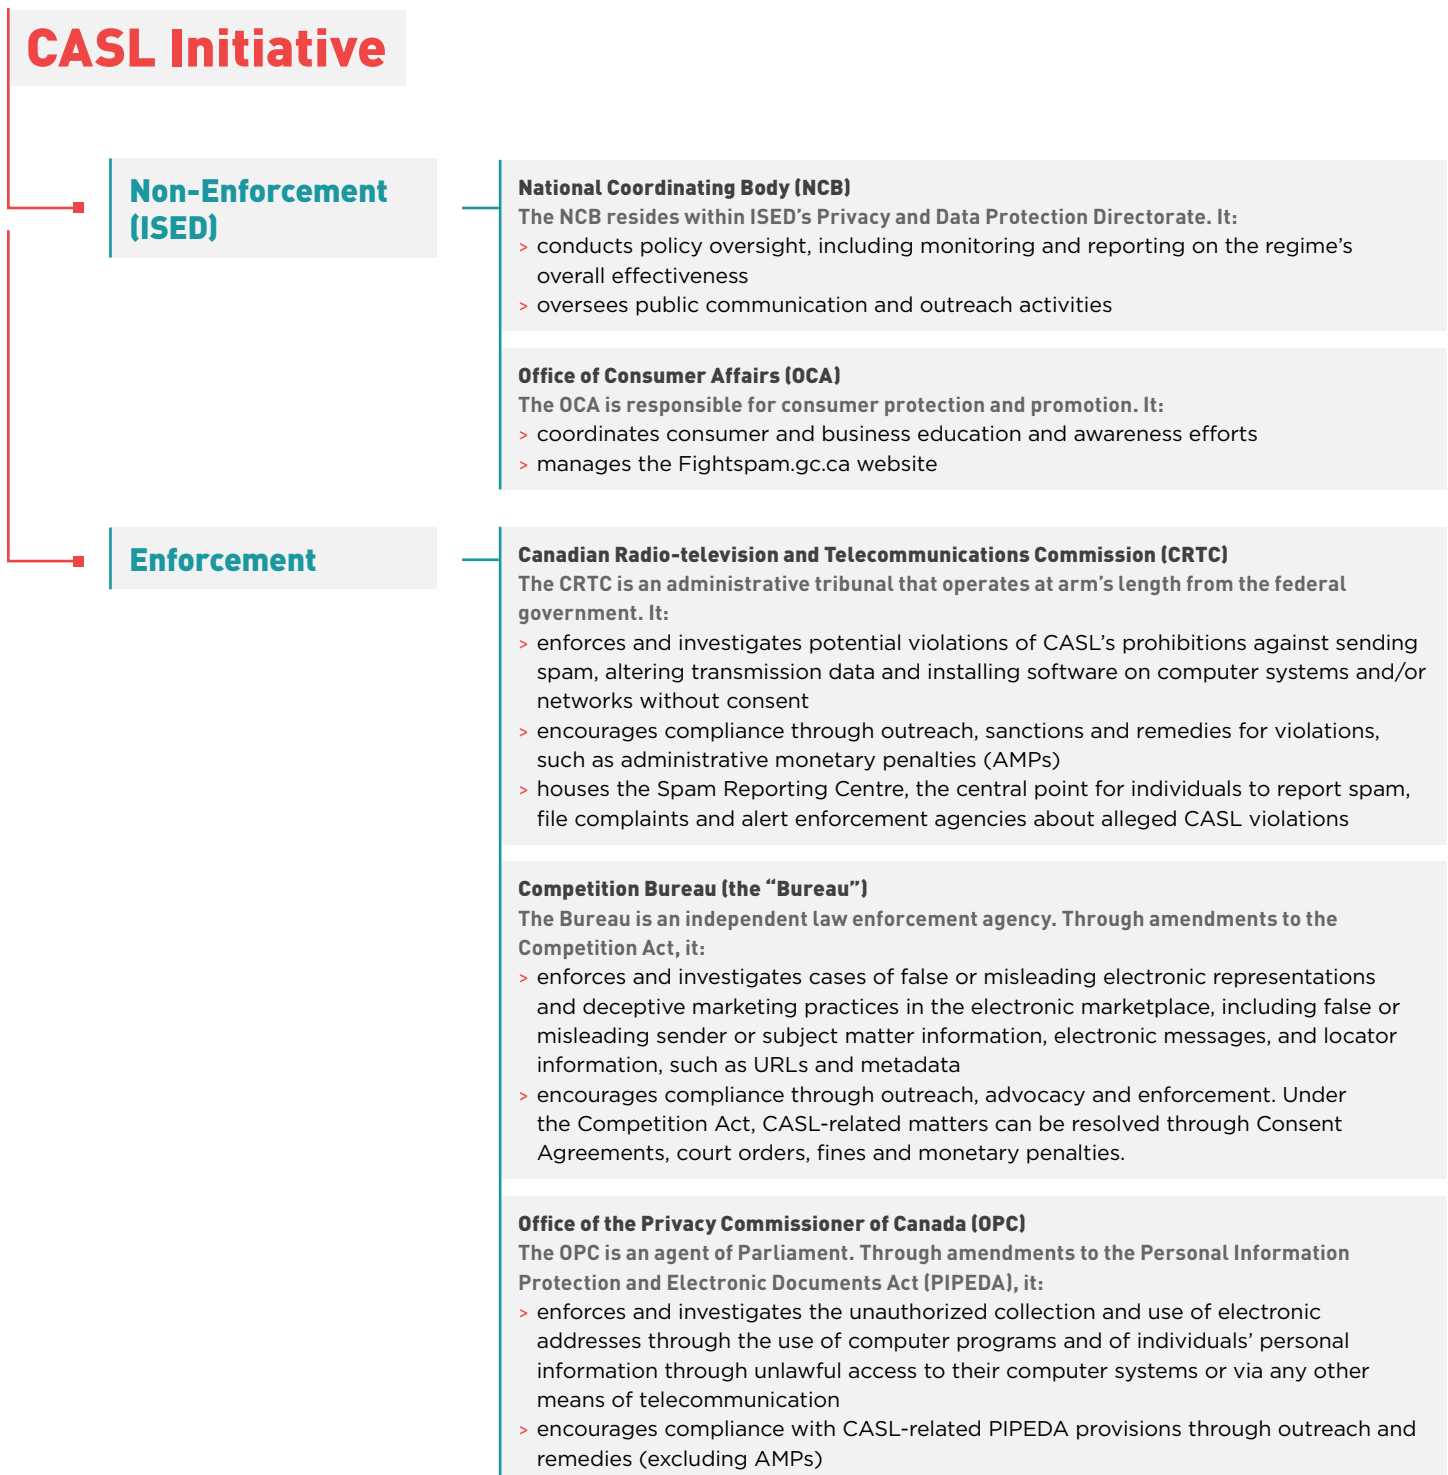 CASL Initiative
Non-Enforcement
(ISED)
National Coordinating Body (NCB)
The NCB resides within ISED’s Privacy and Data Protection Directorate. It:
> conducts policy oversight, including monitoring and reporting on the regime’s
overall effectiveness
> oversees public communication and outreach activities
Office of Consumer Affairs (OCA)
The OCA is responsible for consumer protection and promotion. It:
> coordinates consumer and business education and awareness efforts
> manages the Fightspam.gc.ca website
Enforcement
Canadian Radio-television and Telecommunications Commission (CRTC)
The CRTC is an administrative tribunal that operates at arm’s length from the federal
government. It:
> enforces and investigates potential violations of CASL’s prohibitions against sending
spam, altering transmission data and installing software on computer systems and/or
networks without consent
> encourages compliance through outreach, sanctions and remedies for violations,
such as administrative monetary penalties (AMPs)
> houses the Spam Reporting Centre, the central point for individuals to report spam,
file complaints and alert enforcement agencies about alleged CASL violations
Competition Bureau (the “Bureau”)
The Bureau is an independent law enforcement agency. Through amendments to the
Competition Act, it:
> enforces and investigates cases of false or misleading electronic representations
and deceptive marketing practices in the electronic marketplace, including false or
misleading sender or subject matter information, electronic messages, and locator
information, such as URLs and metadata
> encourages compliance through outreach, advocacy and enforcement. Under
the Competition Act, CASL-related matters can be resolved through Consent
Agreements, court orders, fines and monetary penalties.
Office of the Privacy Commissioner of Canada (OPC)
The OPC is an agent of Parliament. Through amendments to the Personal Information
Protection and Electronic Documents Act (PIPEDA), it:
> enforces and investigates the unauthorized collection and use of electronic
addresses through the use of computer programs and of individuals’ personal
information through unlawful access to their computer systems or via any other
means of telecommunication
> encourages compliance with CASL-related PIPEDA provisions through outreach and
remedies (excluding AMPs)